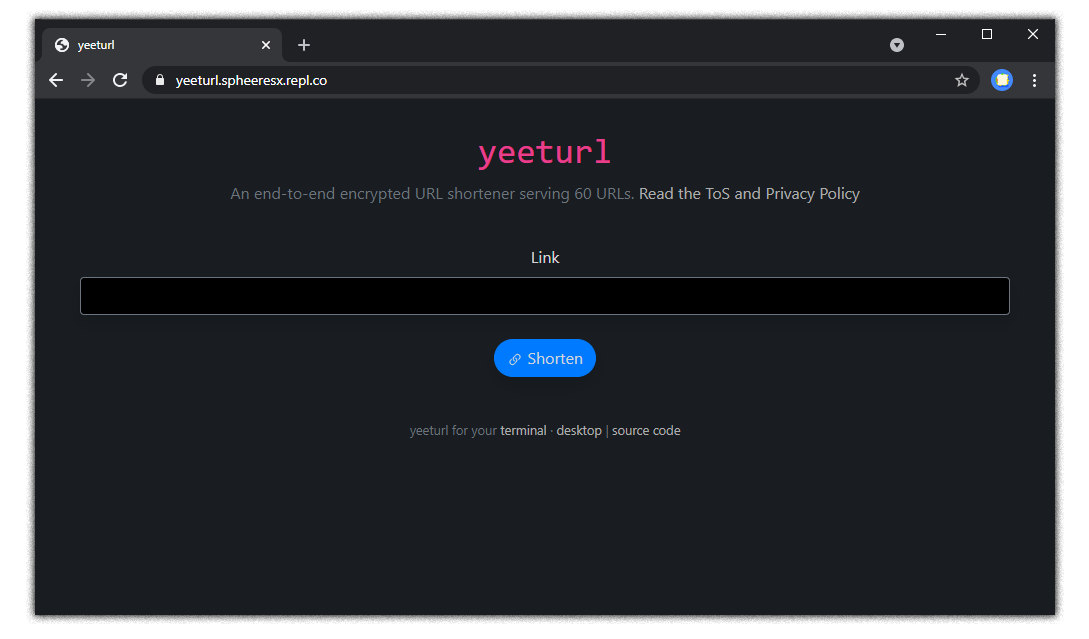 yeeturl
yeeturl.spheeresx.repl.co
yeeturl
An end-to-end encrypted URL shortener serving 60 URLs. Read the ToS and Privacy Policy
Link
Shorten
yeeturl for your terminal · desktop | source code